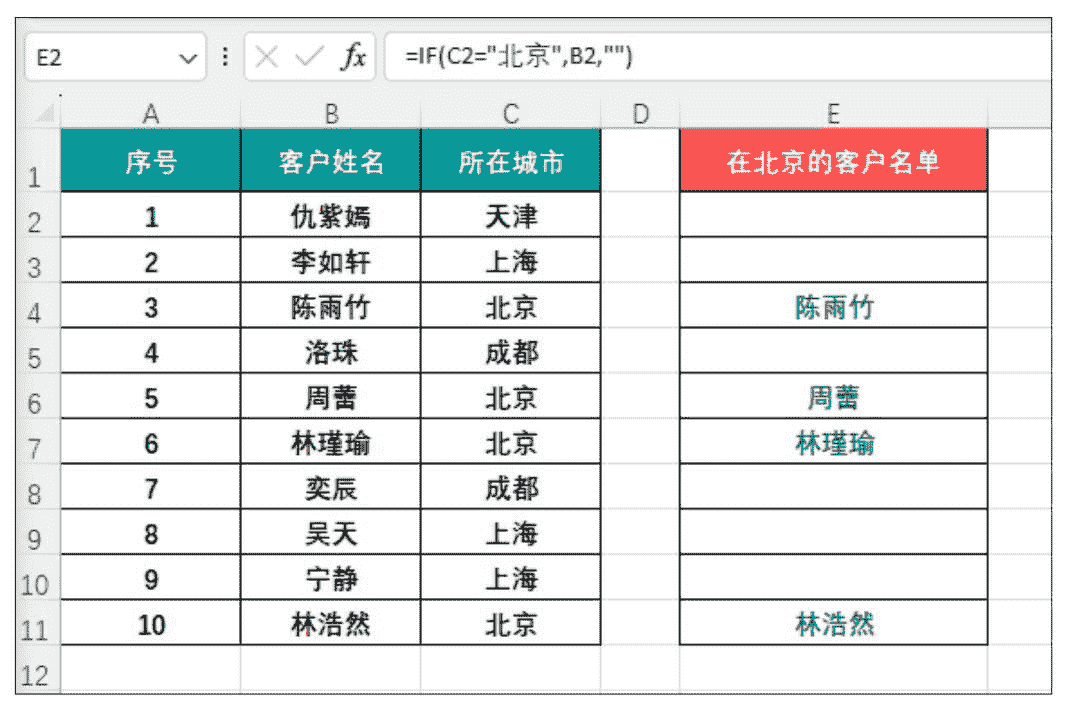 E2 fx =IF(C2="北京",B2,"")
A B C D E
1 序号 客户姓名 所在城市 在北京的客户名单
2 1 仇紫嫣 天津
3 2 李如轩 上海
4 3 陈雨竹 北京 陈雨竹
5 4 洛珠 成都
6 5 周蕾 北京 周蕾
7 6 林瑾瑜 北京 林瑾瑜
8 7 奕辰 成都
9 8 吴天 上海
10 9 宁静 上海
11 10 林浩然 北京 林浩然
12